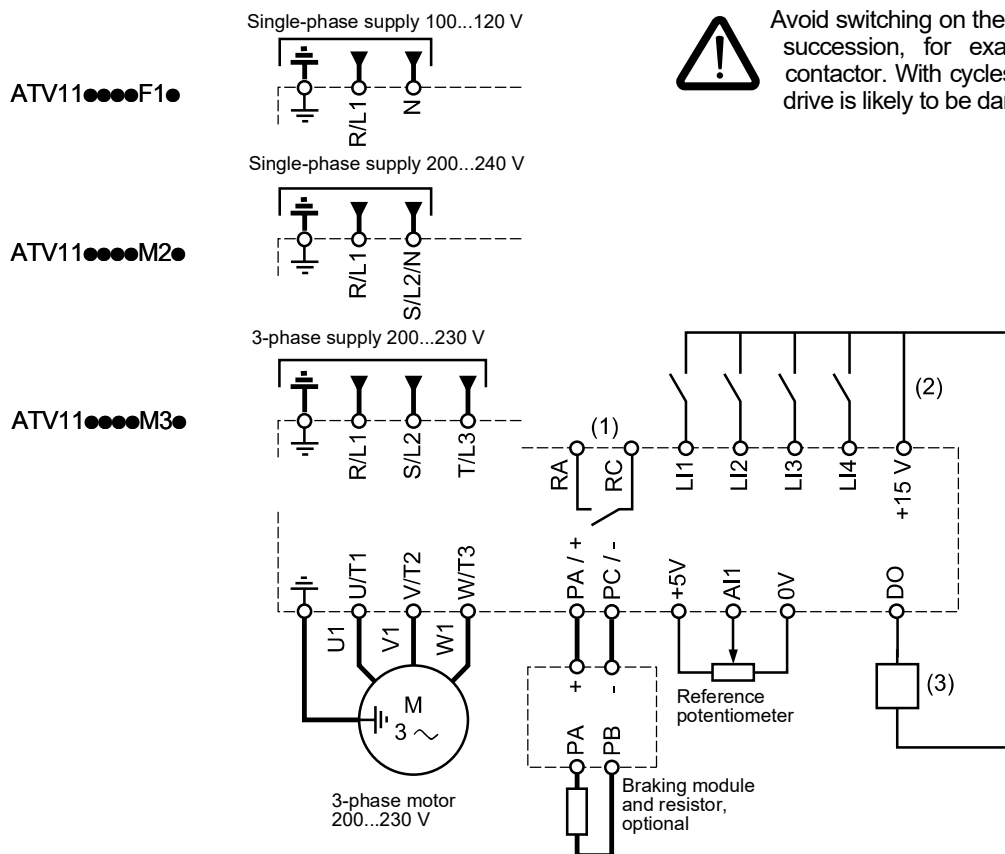 Single-phase supply 100...120 V
Avoid switching on the
succession, for exa
contactor. With cycles
drive is likely to be da
ATV11●●●●F1●
R/L1
N
Single-phase supply 200...240 V
ATV11●●●●M2●
R/L1
S/L2/N
3-phase supply 200...230 V
ATV11●●●●M3●
R/L1
S/L2
T/L3
(1)
(2)
RA
RC
LI1
LI2
LI3
LI4
+15 V
U/T1
V/T2
W/T3
PA / +
PC / -
+5V
AI1
0V
DO
U1
V1
W1
M
3 ~
+
-
PA
PB
Reference
potentiometer
(3)
3-phase motor
200...230 V
Braking module
and resistor,
optional